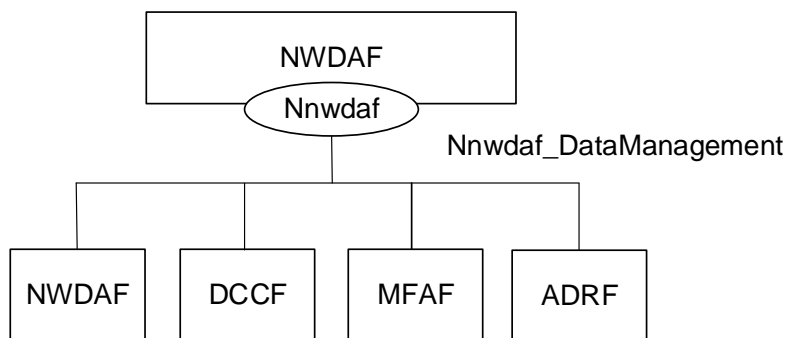 NWDAF
Nnwdaf
Nnwdaf_DataManagement
NWDAF DCCF MFAF ADRF